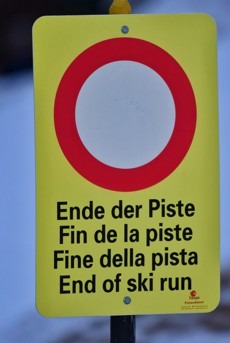 Ende der Piste
Fin de la piste
Fine della pista
End of ski run